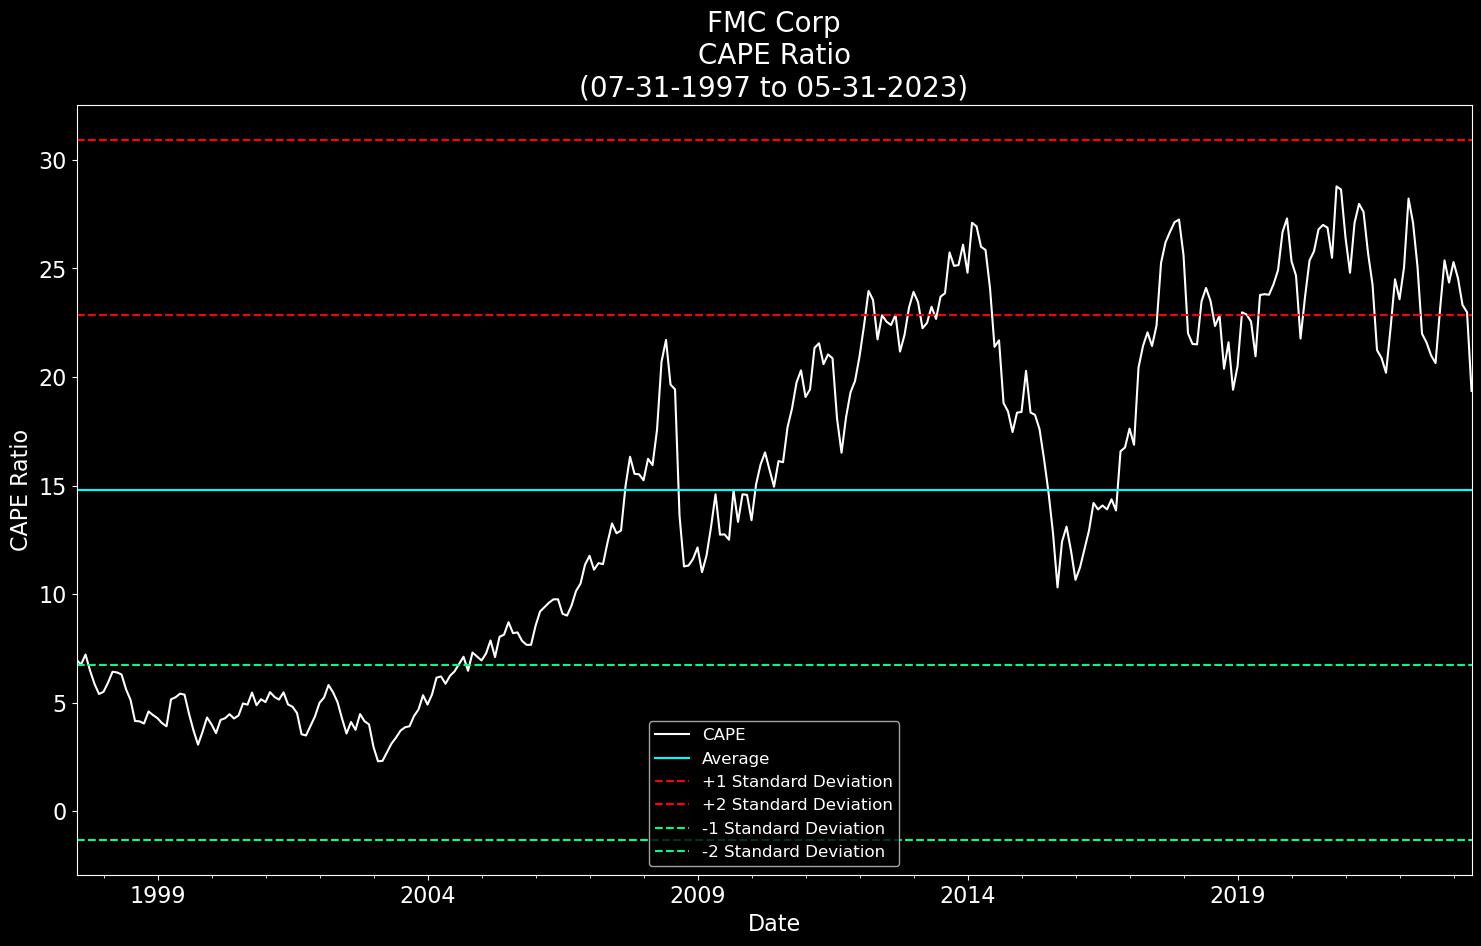 FMC Corp
CAPE Ratio
(07-31-1997 to 05-31-2023)
30
25
20
15
10
5
0
CAPE Ratio
CAPE
Average
+1 Standard Deviation
+2 Standard Deviation
-1 Standard Deviation
-2 Standard Deviation
1999
2004
2009
2014
2019
Date